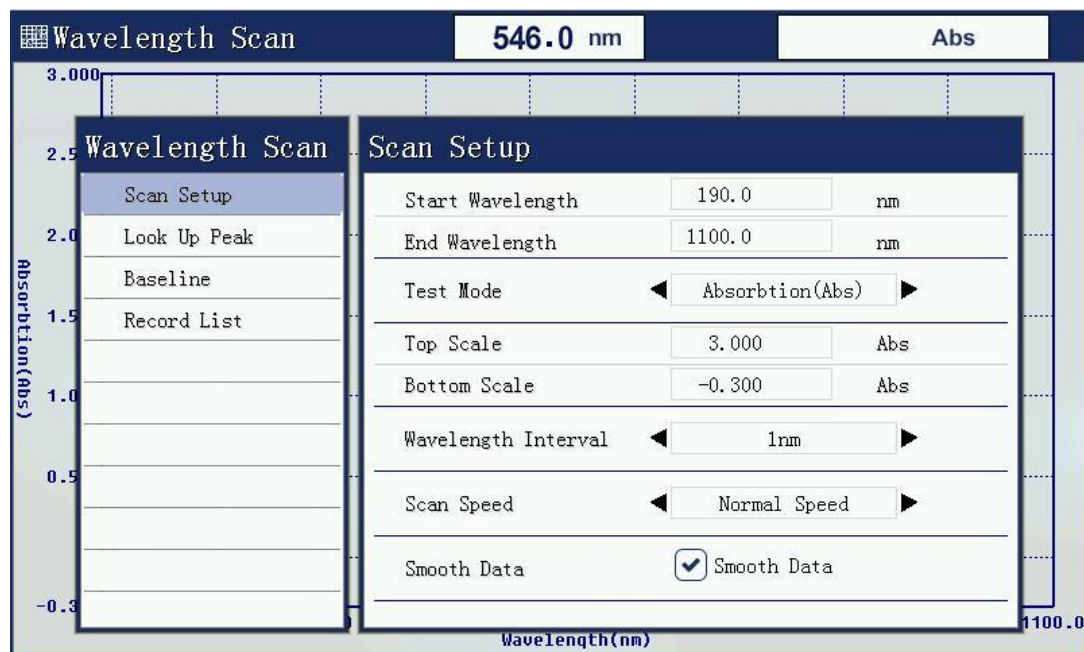 Wavelength Scan 546.0 nm Abs
3.000
2.5
2.0
1.5
1.0
0.5
-0.3
Absorbtion(Abs)
Wavelength Scan
Scan Setup
Look Up Peak
Baseline
Record List
Scan Setup
Start Wavelength 190.0 nm
End Wavelength 1100.0 nm
Test Mode Absorbtion(Abs)
Top Scale 3.000 Abs
Bottom Scale -0.300 Abs
Wavelength Interval 1nm
Scan Speed Normal Speed
Smooth Data Smooth Data
1100.0
Wavelength(nm)